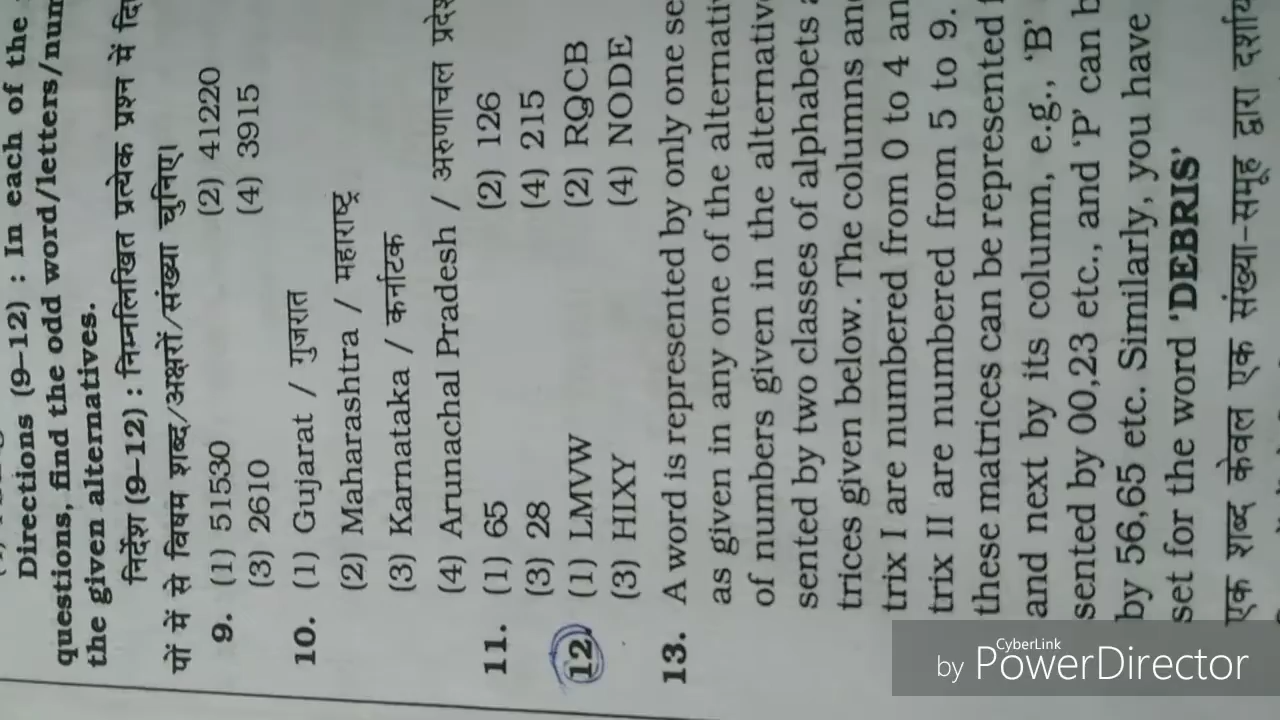 Directions (9–12) : In each of the
questions, find the odd word/letters/num
the given alternatives.
निर्देश (9–12) : निम्नलिखित प्रत्येक प्रश्न में दि
पों में से विषम शब्द/अक्षरों/संख्या चुनिए।
9. (1) 51530 (2) 41220
(3) 2610 (4) 3915
10. (1) Gujarat / गुजरात
(2) Maharashtra / महाराष्ट्र
(3) Karnataka / कर्नाटक
(4) Arunachal Pradesh / अरुणाचल प्रदेश
11. (1) 65 (2) 126
(3) 28 (4) 215
12. (1) LMVW (2) RQCB
(3) HIXY (4) NODE
13. A word is represented by only one se
as given in any one of the alternativ
of numbers given in the alternative
sented by two classes of alphabets
trices given below. The columns and
trix I are numbered from 0 to 4 an
trix II are numbered from 5 to 9.
these matrices can be represented
and next by its column, e.g., 'B'
sented by 00,23 etc., and 'P' can b
by 56,65 etc. Similarly, you have
set for the word 'DEBRIS'
एक शब्द केवल एक संख्या-समूह द्वारा दर्शाय
by CyberLink PowerDirector